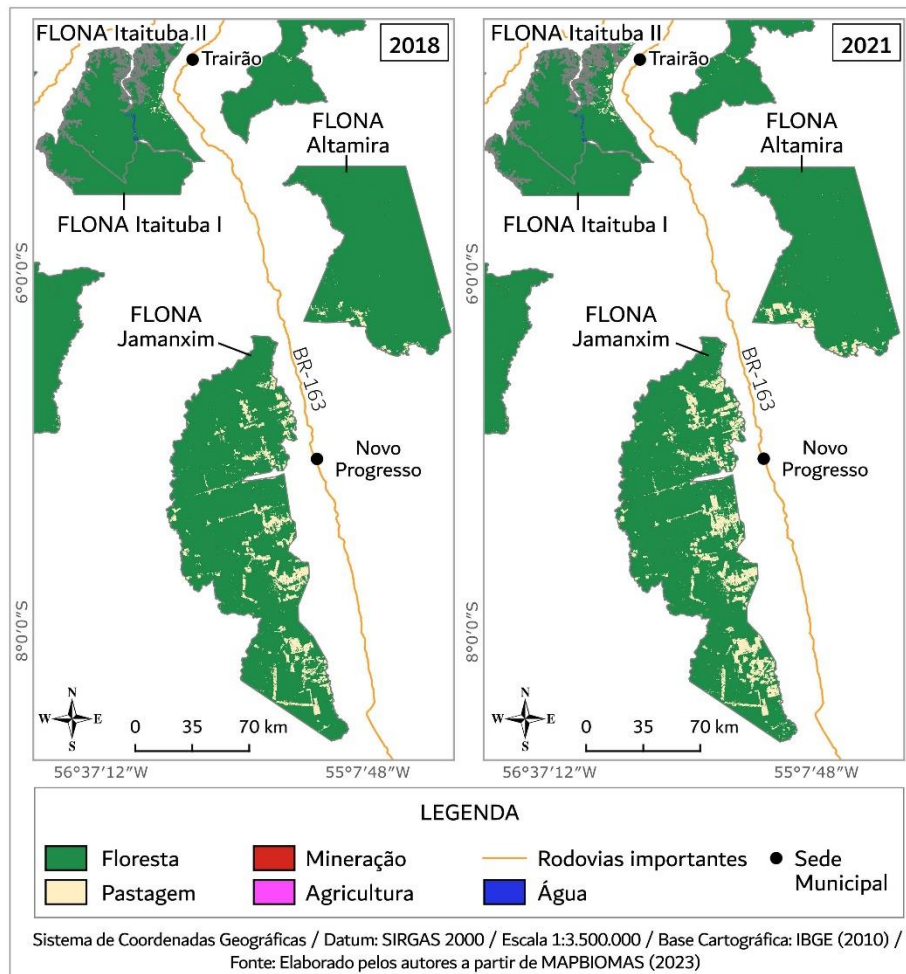 FLONA Itaituba II
2018
Trairão
FLONA
Altamira
FLONA Itaituba I
6°0'0"S
FLONA
Jamanxim
BR-163
Novo
Progresso
8°0'0"S
N
W E
S
0 35 70 km
56°37'12"W
55°7'48"W
FLONA Itaituba II
2021
Trairão
FLONA
Altamira
FLONA Itaituba I
6°0'0"S
FLONA
Jamanxim
BR-163
Novo
Progresso
8°0'0"S
N
W E
S
0 35 70 km
56°37'12"W
55°7'48"W
LEGENDA
Floresta
Mineração
Rodovias importantes
Sede
Municipal
Pastagem
Agricultura
Água
Sistema de Coordenadas Geográficas / Datum: SIRGAS 2000 / Escala 1:3.500.000 / Base Cartográfica: IBGE (2010) /
Fonte: Elaborado pelos autores a partir de MAPBIOMAS (2023)